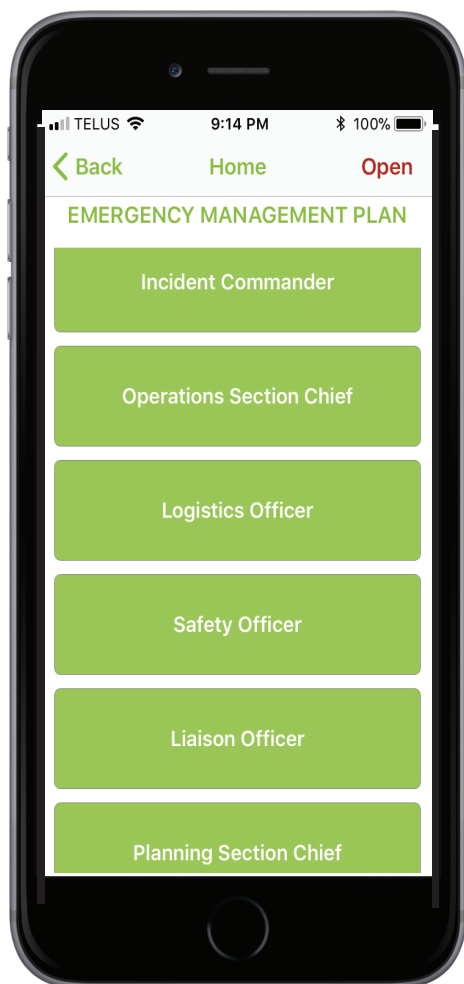 TELUS 9:14 PM 100%
Back Home Open
EMERGENCY MANAGEMENT PLAN
Incident Commander
Operations Section Chief
Logistics Officer
Safety Officer
Liaison Officer
Planning Section Chief